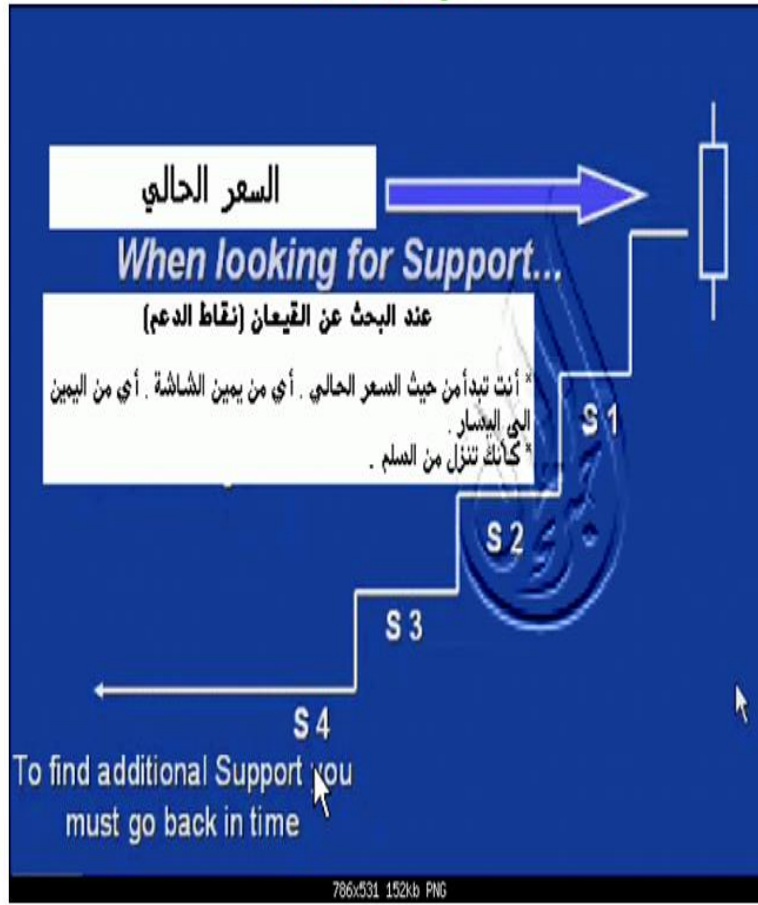 السعر الحالي
When looking for Support...
عند البحث عن القيعان (نقاط الدعم)
* أنت تبدأ من حيث السعر الحالي . أي من يمين الشاشة . أي من اليمين
الى اليسار .
* كأنك تنزل من السلم .
S 1
S 2
S 3
S 4
To find additional Support you
must go back in time
786x531 152kb PNG